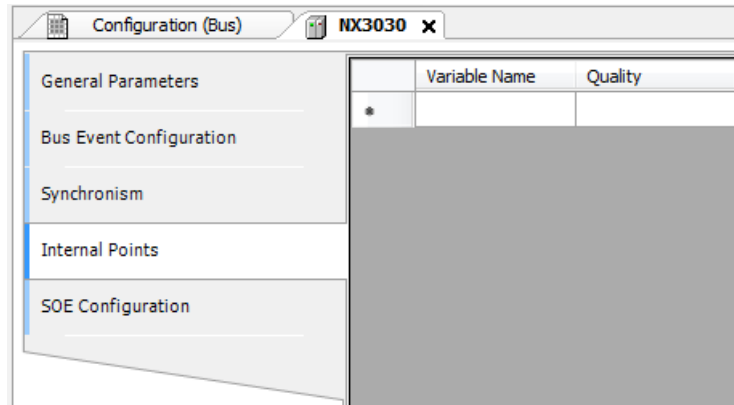 Configuration (Bus)
NX3030
General Parameters
Bus Event Configuration
Synchronism
Internal Points
SOE Configuration
Variable Name
Quality